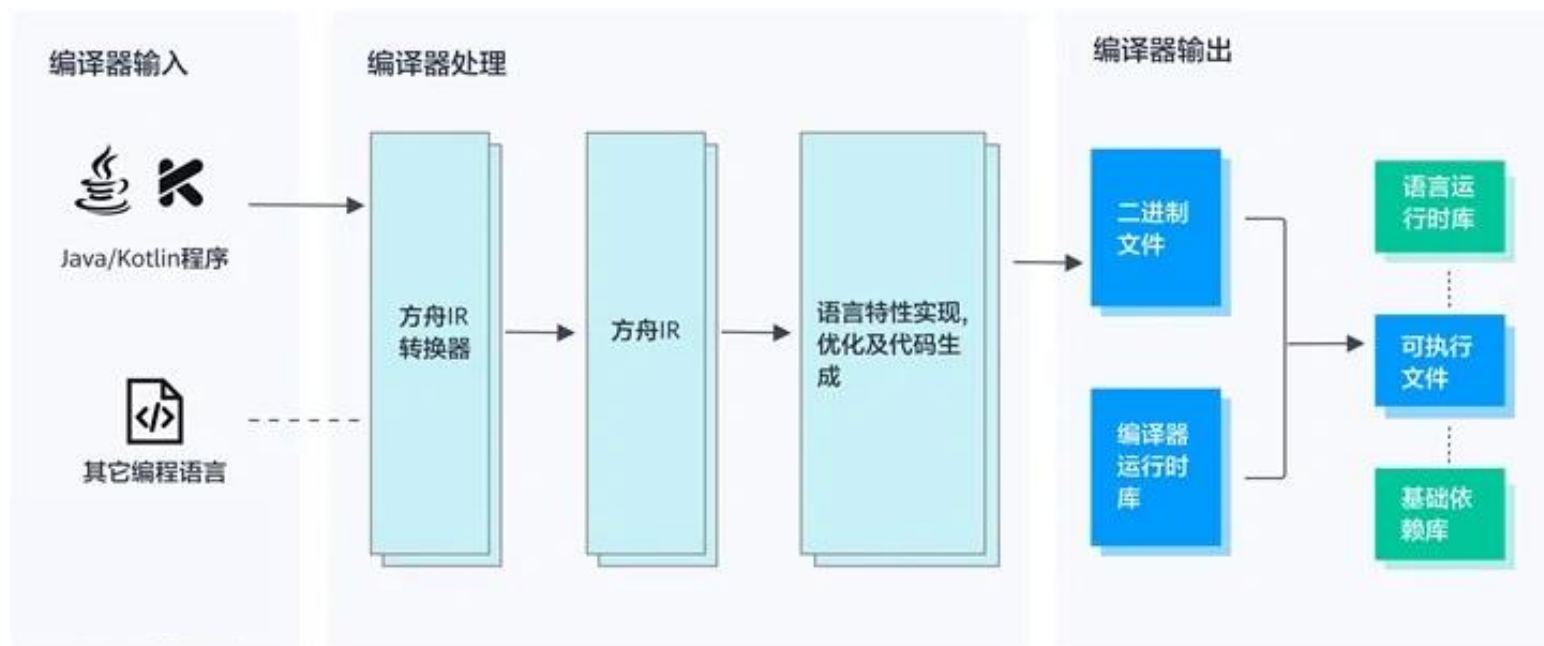 编译器输入
编译器处理
编译器输出
Java/Kotlin程序
其它编程语言
方舟IR
转换器
方舟IR
语言特性实现,
优化及代码生
成
二进制
文件
编译器
运行时
库
语言运
行时库
可执行
文件
基础依
赖库